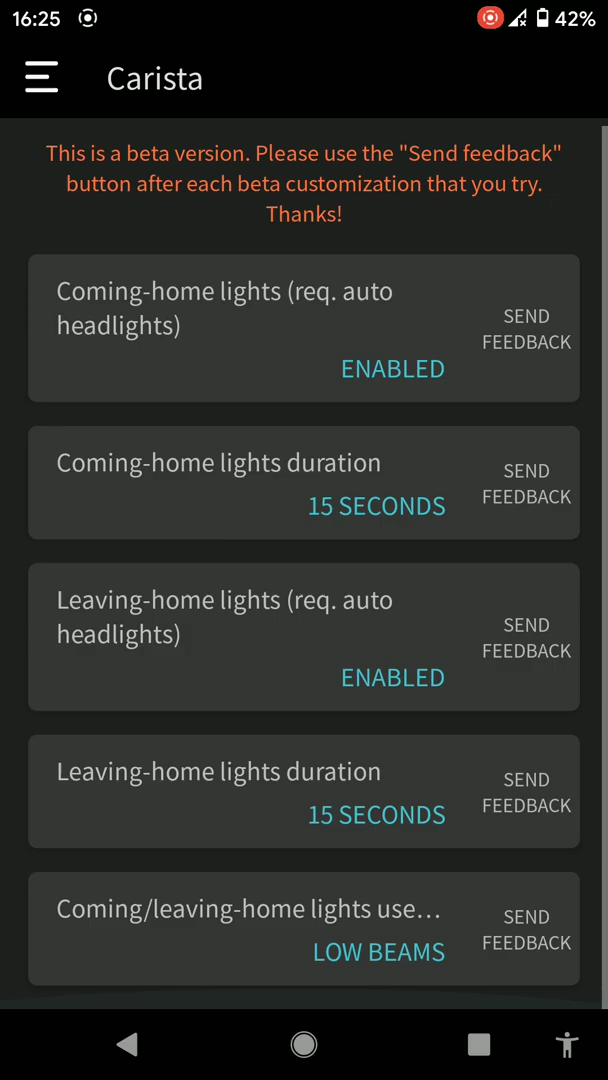 16:25
42%
Carista
This is a beta version. Please use the "Send feedback"
button after each beta customization that you try.
Thanks!
Coming-home lights (req. auto
headlights)
ENABLED
SEND
FEEDBACK
Coming-home lights duration
15 SECONDS
SEND
FEEDBACK
Leaving-home lights (req. auto
headlights)
ENABLED
SEND
FEEDBACK
Leaving-home lights duration
15 SECONDS
SEND
FEEDBACK
Coming/leaving-home lights use…
LOW BEAMS
SEND
FEEDBACK